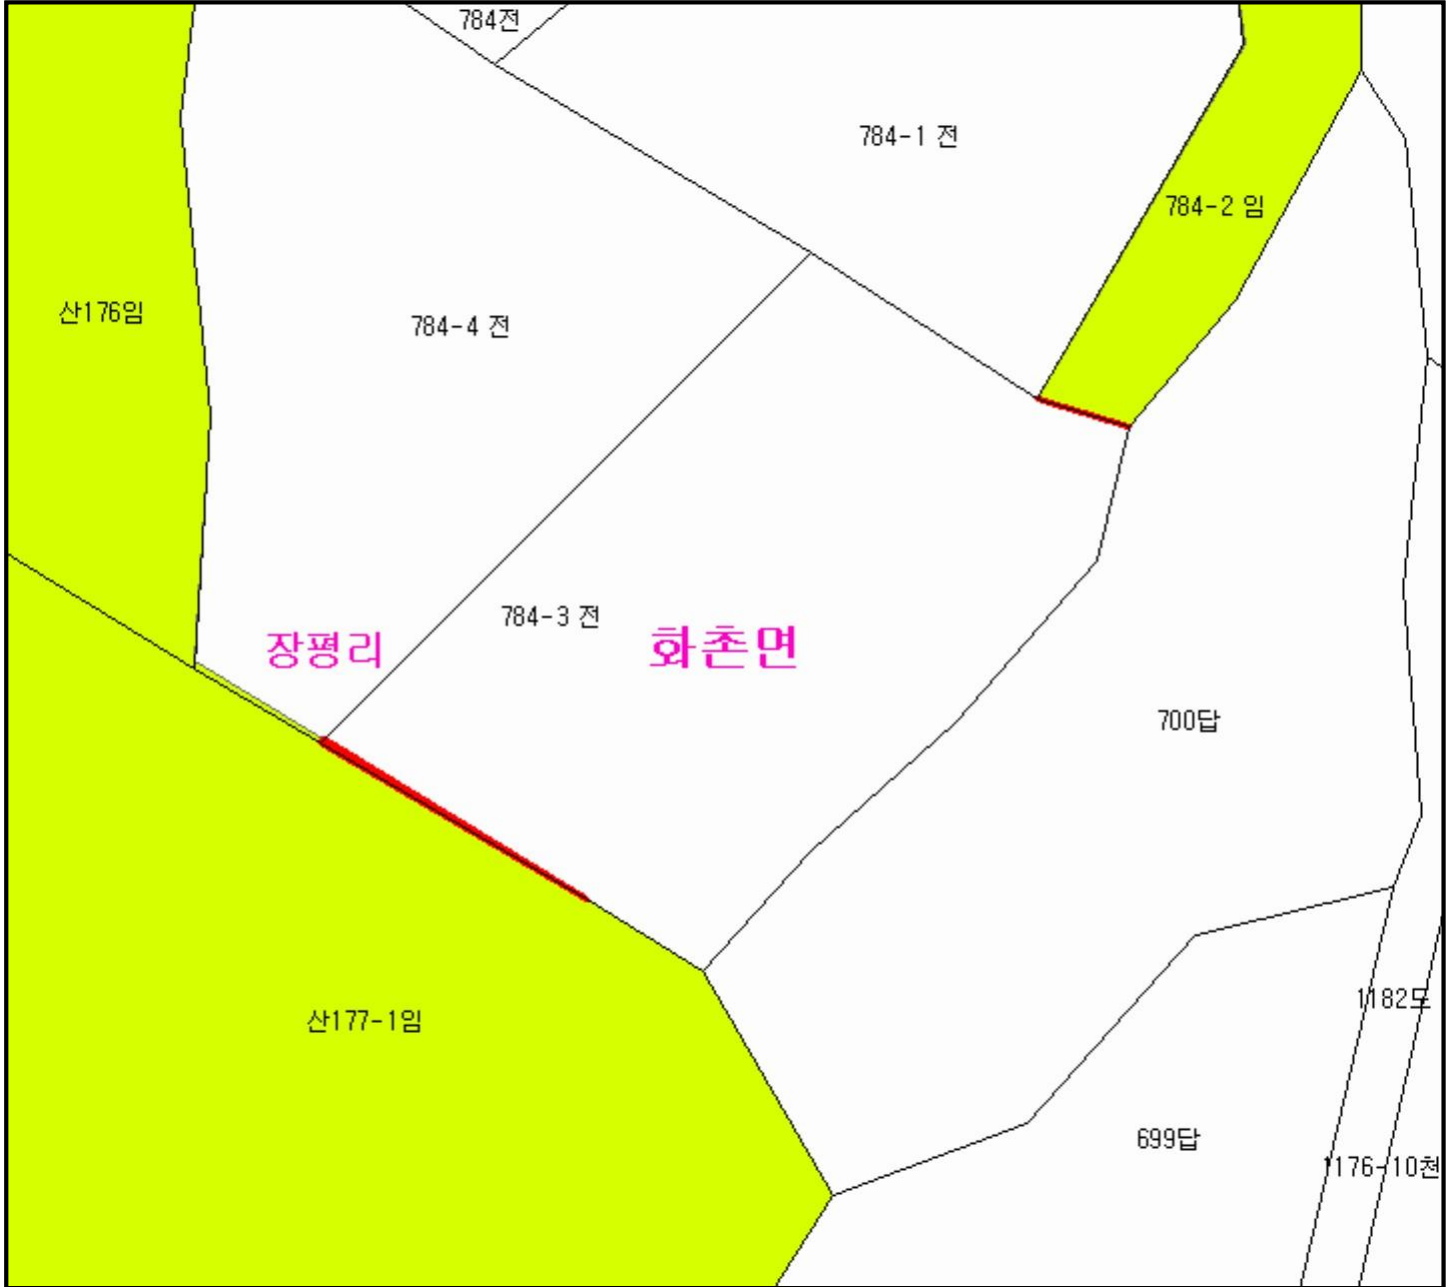 784전
784-1 전
784-2 임
산176임
784-4 전
784-3 전
장평리
화촌면
700답
1182도
산177-1임
699답
1176-10천